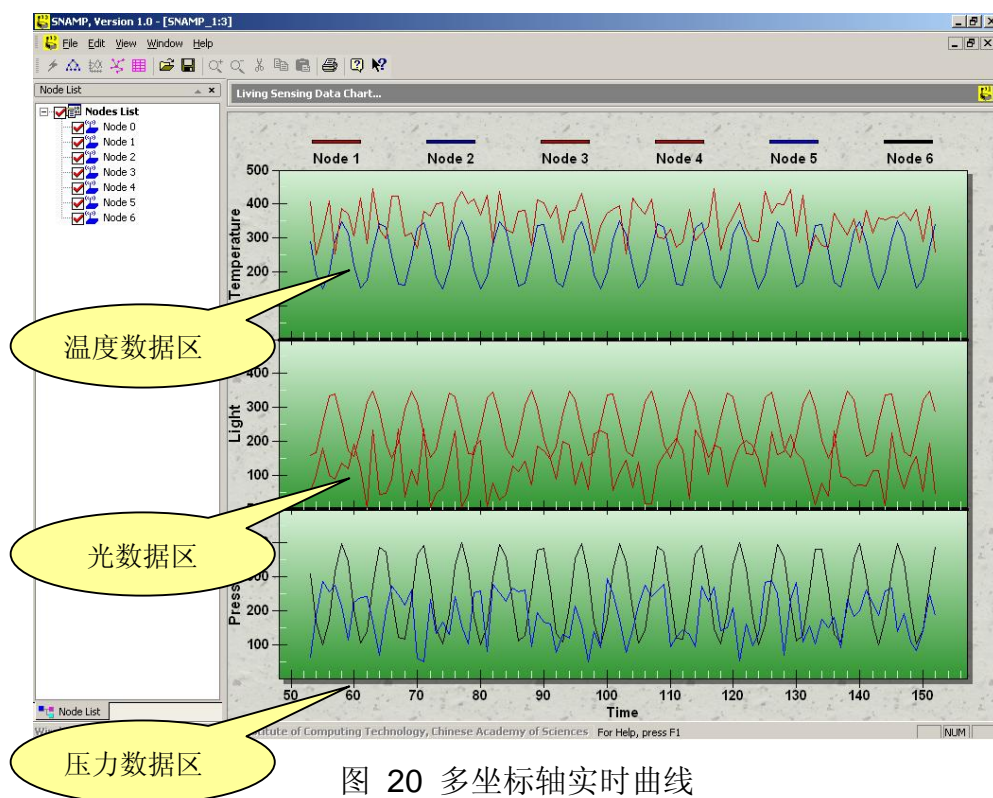 SNAMP, Version 1.0 - [SNAMP_1:3]
File Edit View Window Help
Node List
Living Sensing Data Chart...
Nodes List
Node 0
Node 1
Node 2
Node 3
Node 4
Node 5
Node 6
Node 1 Node 2 Node 3 Node 4 Node 5 Node 6
Temperature
500
400
300
200
温度数据区
Light
400
300
200
100
光数据区
200
100
压力数据区
50 60 70 80 90 100 110 120 130 140 150
Time
Node List
of Computing Technology, Chinese Academy of Sciences For Help, press F1
NUM
图 20 多坐标轴实时曲线